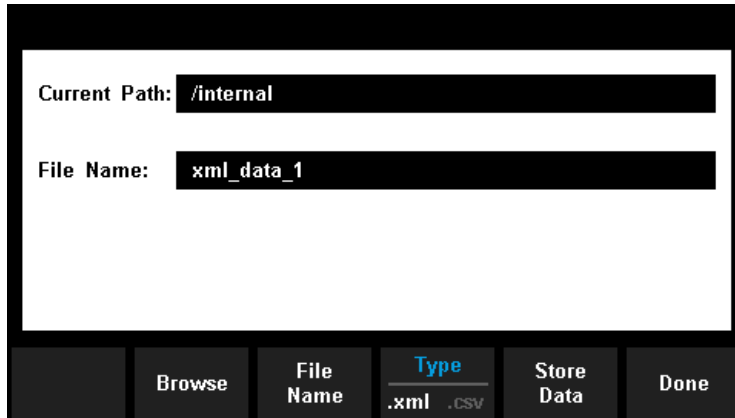 Current Path: /internal
File Name: xml_data_1
Browse
File
Name
Type
.xml .csv
Store
Data
Done